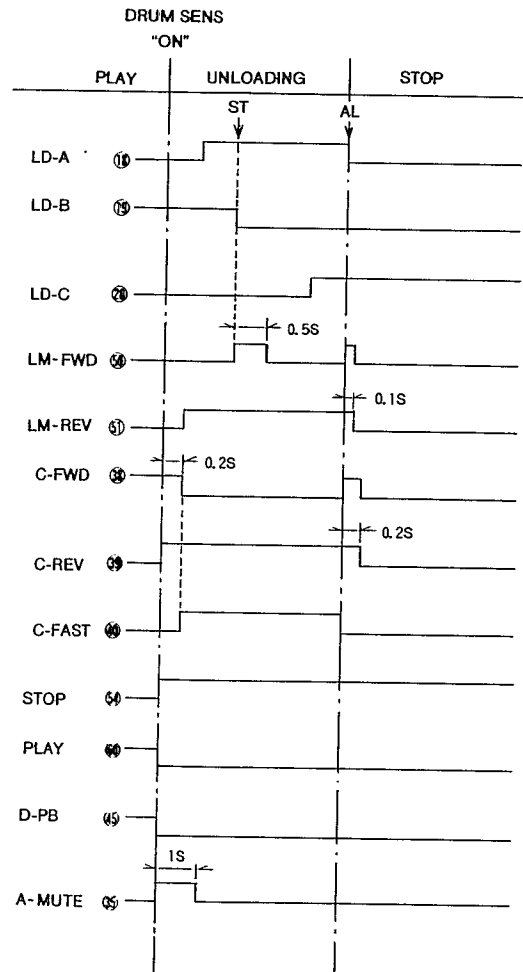 DRUM SENS
“ON”
PLAY UNLOADING STOP
ST AL
LD-A
LD-B
LD-C
0.5S
LM-FWD
0.1S
LM-REV
0.2S
C-FWD
0.2S
C-REV
C-FAST
STOP
PLAY
D-PB
1S
A-MUTE